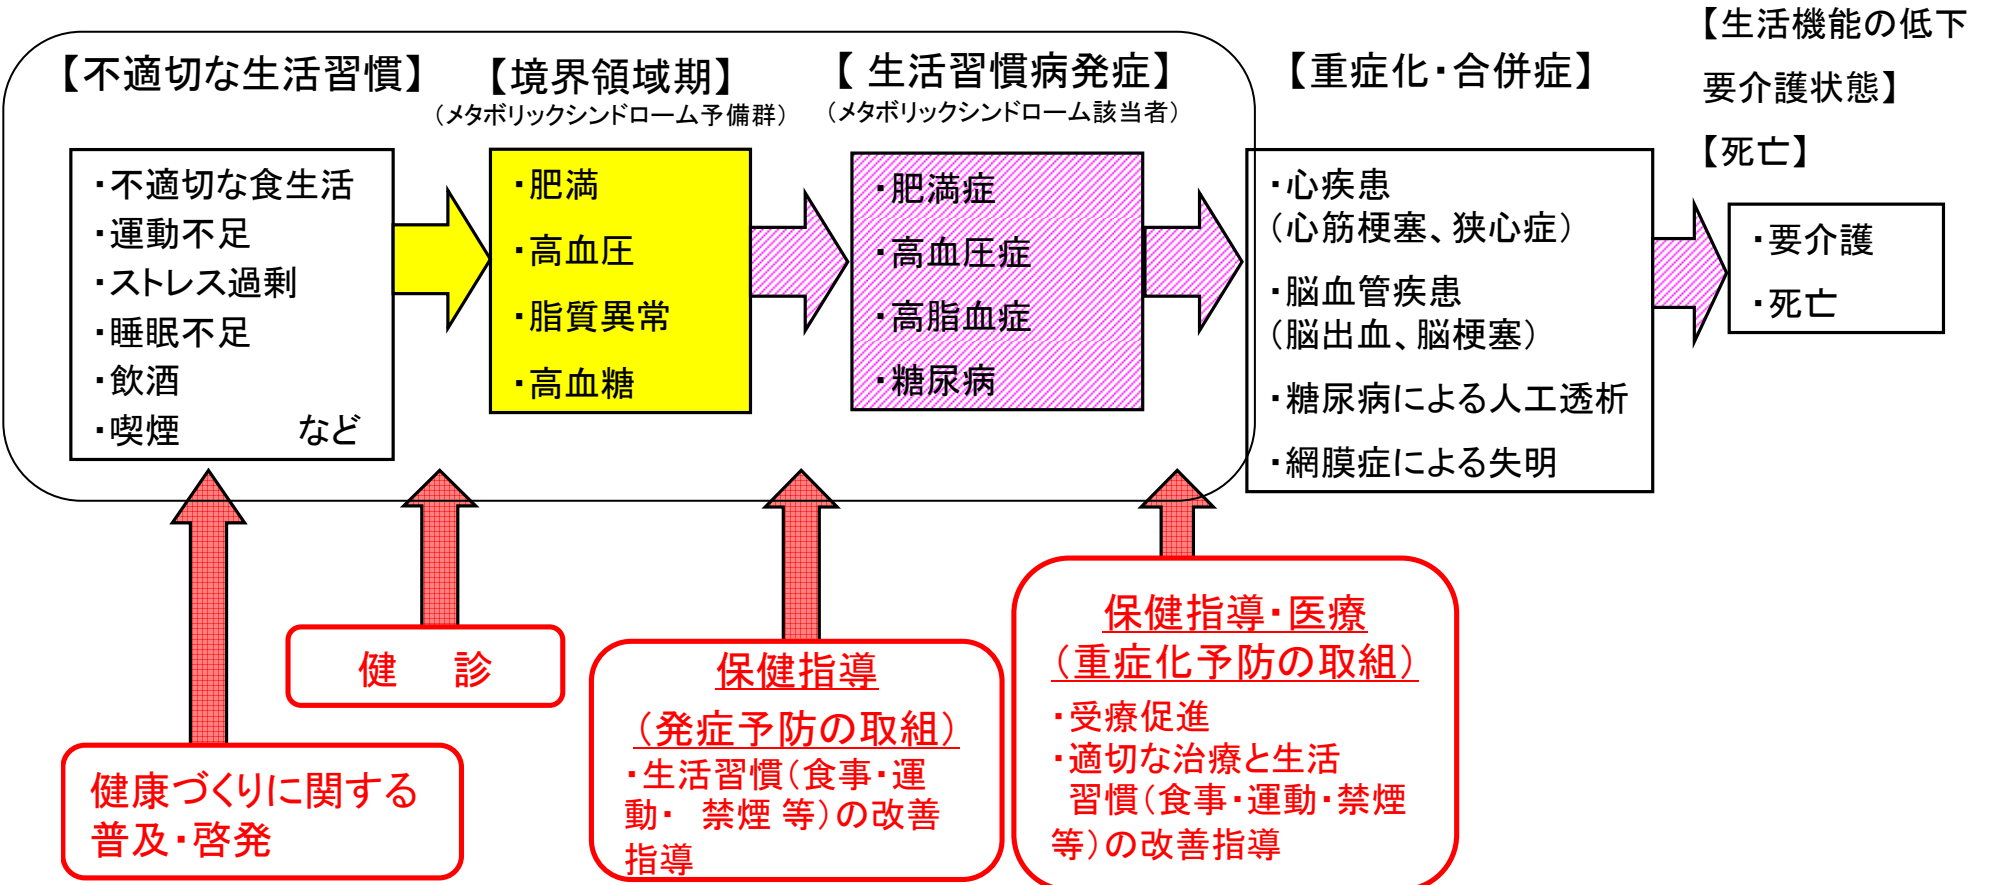 【不適切な生活習慣】
・不適切な食生活
・運動不足
・ストレス過剰
・睡眠不足
・飲酒
・喫煙 など
【境界領域期】
（メタボリックシンドローム予備群）
・肥満
・高血圧
・脂質異常
・高血糖
【 生活習慣病発症】
（メタボリックシンドローム該当者）
・肥満症
・高血圧症
・高脂血症
・糖尿病
【重症化・合併症】
・心疾患
（心筋梗塞、狭心症）
・脳血管疾患
（脳出血、脳梗塞）
・糖尿病による人工透析
・網膜症による失明
【生活機能の低下
要介護状態】
【死亡】
・要介護
・死亡
健康づくりに関する
普及・啓発
健　診
保健指導
（発症予防の取組）
・生活習慣（食事・運
動・ 禁煙 等）の改善
指導
保健指導・医療
（重症化予防の取組）
・受療促進
・適切な治療と生活
習慣（食事・運動・禁煙
等）の改善指導